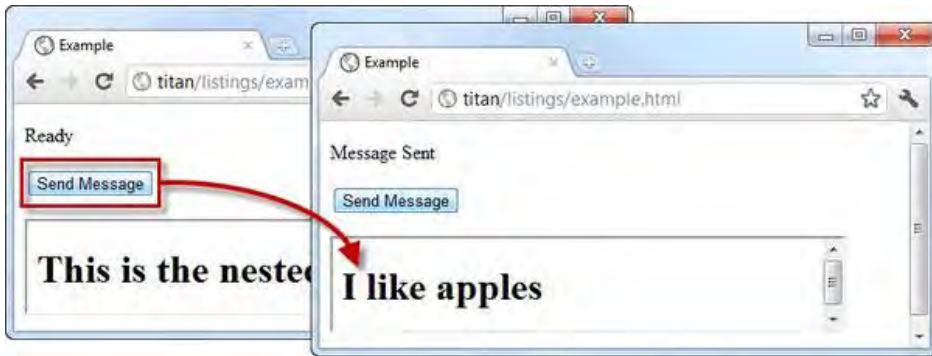 Example
titan/listings/exam
Ready
Send Message
This is the nested
Example
titan/listings/example.html
Message Sent
Send Message
I like apples